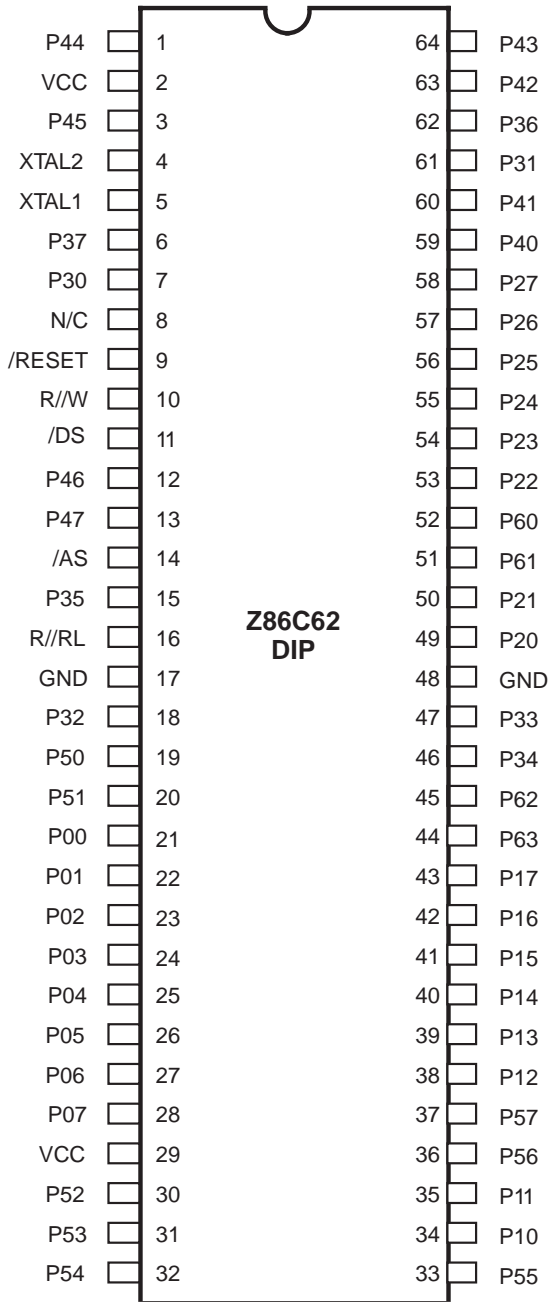 P44 1 64 P43
VCC 2 63 P42
P45 3 62 P36
XTAL2 4 61 P31
XTAL1 5 60 P41
P37 6 59 P40
P30 7 58 P27
N/C 8 57 P26
/RESET 9 56 P25
R//W 10 55 P24
/DS 11 54 P23
P46 12 53 P22
P47 13 52 P60
/AS 14 51 P61
P35 15 50 P21
Z86C62
R//RL 16 49 P20
DIP
GND 17 48 GND
P32 18 47 P33
P50 19 46 P34
P51 20 45 P62
P00 21 44 P63
P01 22 43 P17
P02 23 42 P16
P03 24 41 P15
P04 25 40 P14
P05 26 39 P13
P06 27 38 P12
P07 28 37 P57
VCC 29 36 P56
P52 30 35 P11
P53 31 34 P10
P54 32 33 P55